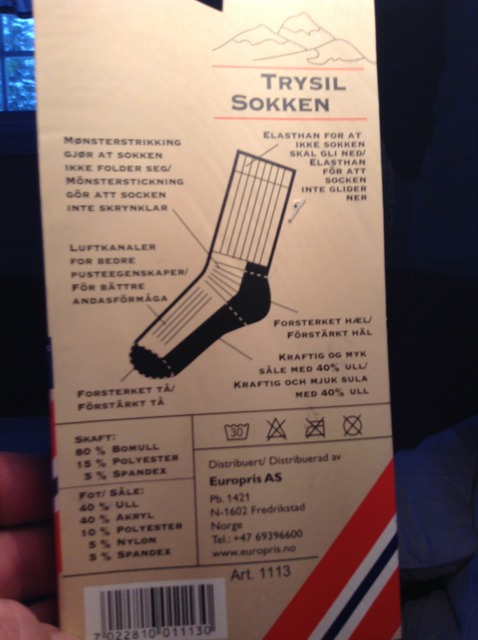 TRYSIL
SOKKEN
MØNSTERSTRIKKING
GJØR AT SOKKEN
IKKE FOLDER SEG/
MÖNSTERSTICKNING
GÖR ATT SOCKEN
INTE SKRYNKLAR
ELASTHAN FOR AT
IKKE SOKKEN
SKAL GLI NED/
ELASTHAN
FÖR ATT
SOCKEN
INTE GLIDER
NER
LUFTKANALER
FOR BEDRE
PUSTEEGENSKAPER/
FÖR BÄTTRE
ANDASFÖRMÅGA
FORSTERKET HÆL/
FÖRSTÄRKT HÄL
KRAFTIG OG MYK
SÅLE MED 40% ULL/
KRAFTIG OCH MJUK SULA
MED 40% ULL
FORSTERKET TÅ/
FÖRSTÄRKT TÅ
SKAFT:
80 % BOMULL
15 % POLYESTER
5 % SPANDEX
FOT/ SÅLE:
40 % ULL
40 % AKRYL
10 % POLYESTER
5 % NYLON
5 % SPANDEX
30
Distribuert/ Distribuerad av
Europris AS
Pb. 1421
N-1602 Fredrikstad
Norge
Tel.: +47 69396600
www.europris.no
Art. 1113
7 022810 011130